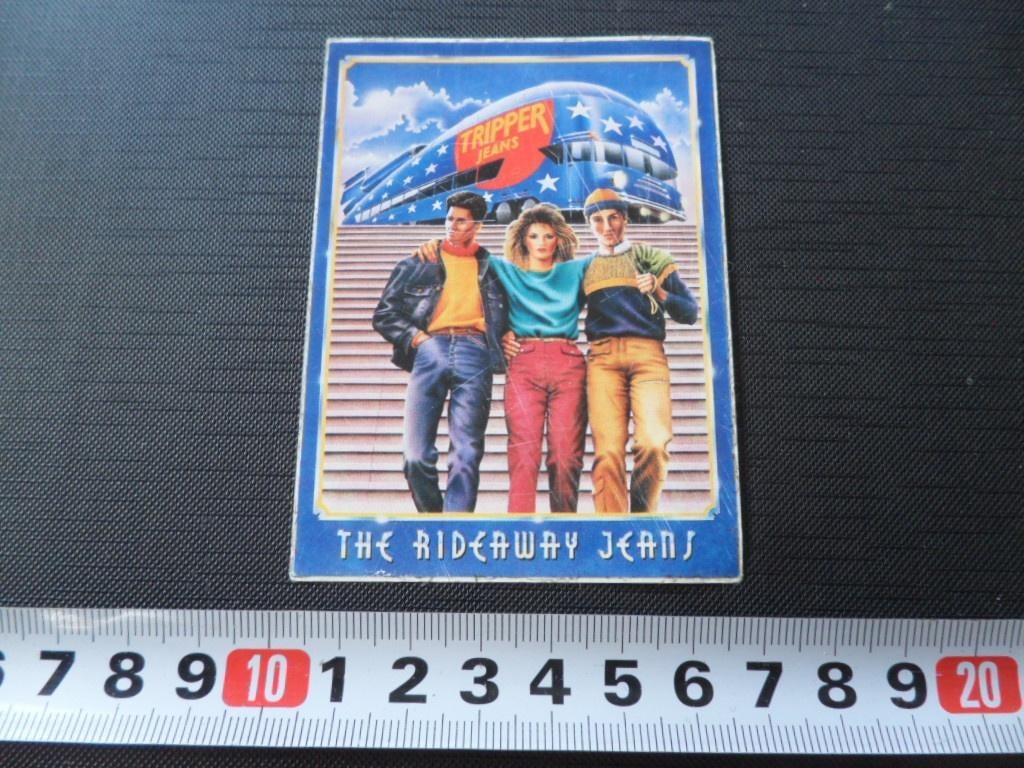 TRIPPER
JEANS
THE RIDEAWAY JEANS
7 8 9 10 1 2 3 4 5 6 7 8 9 20